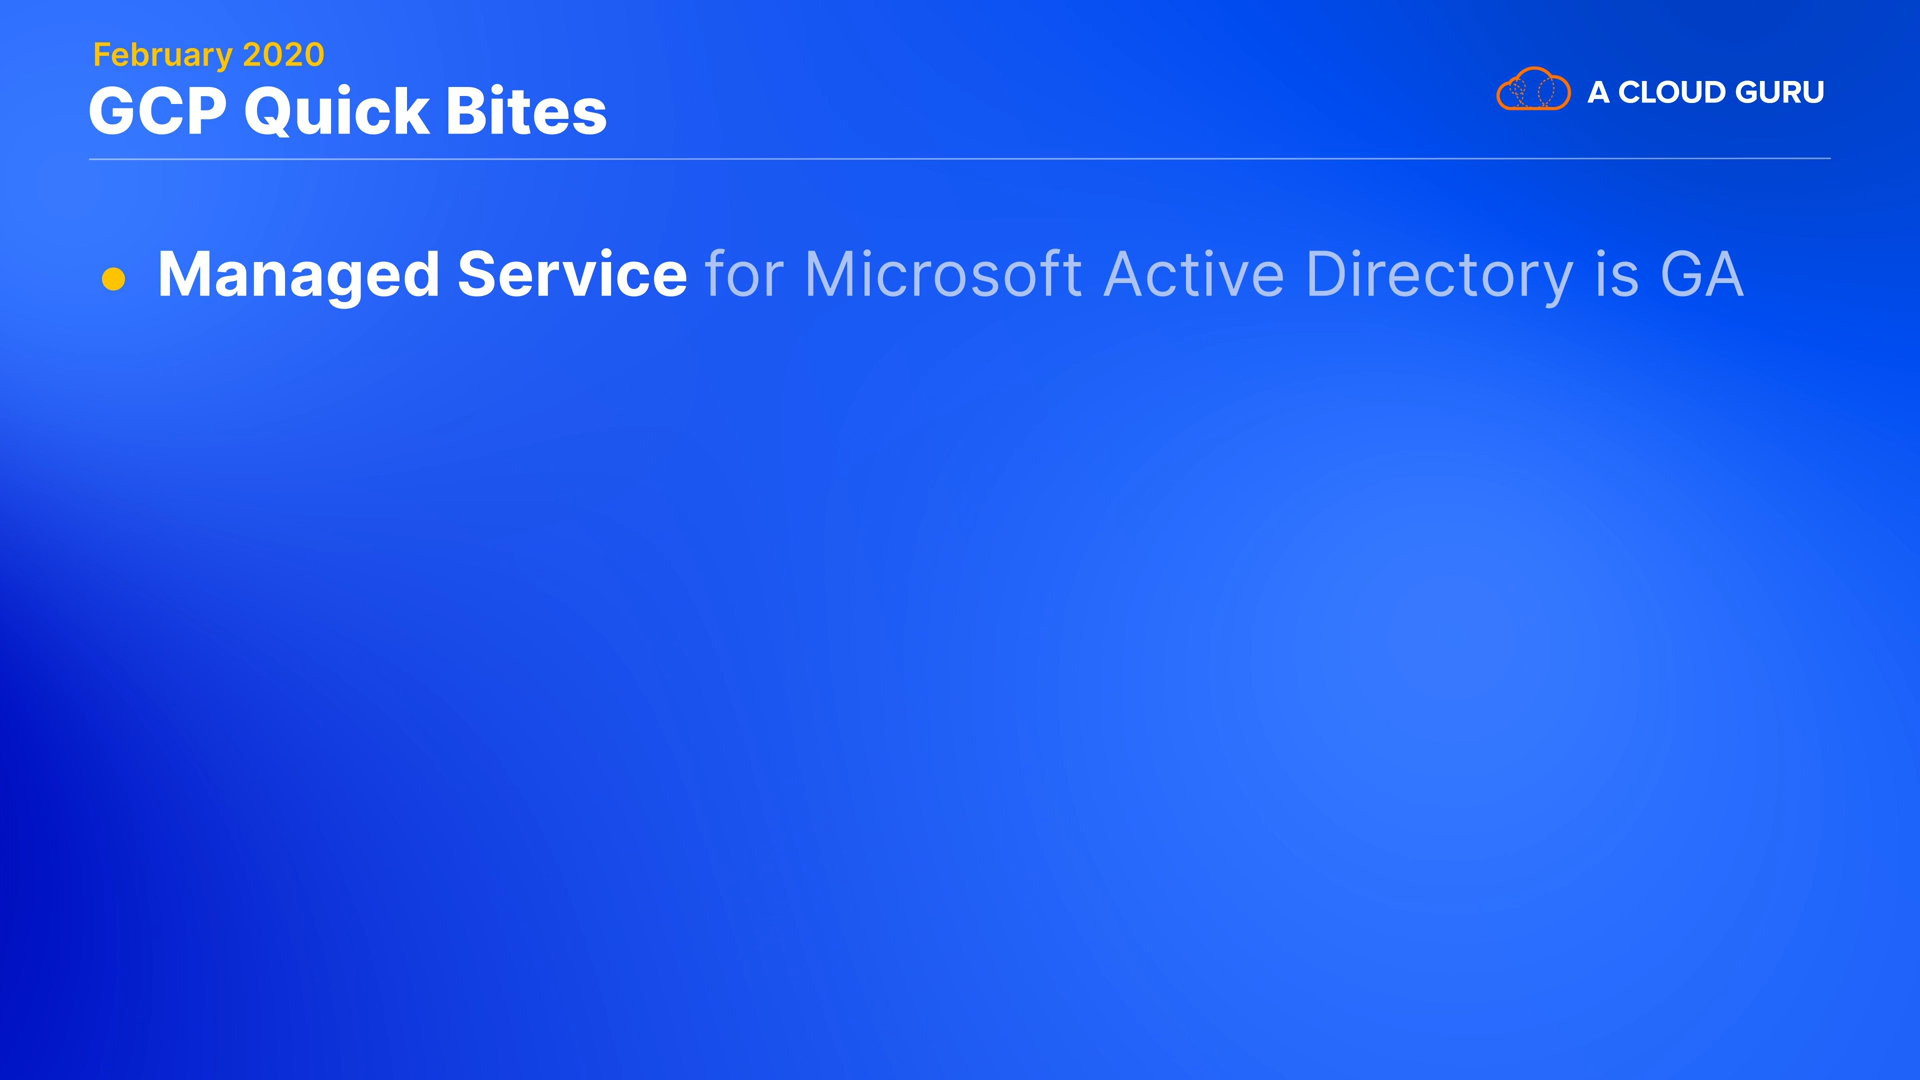 February 2020
GCP Quick Bites
A CLOUD GURU
Managed Service for Microsoft Active Directory is GA